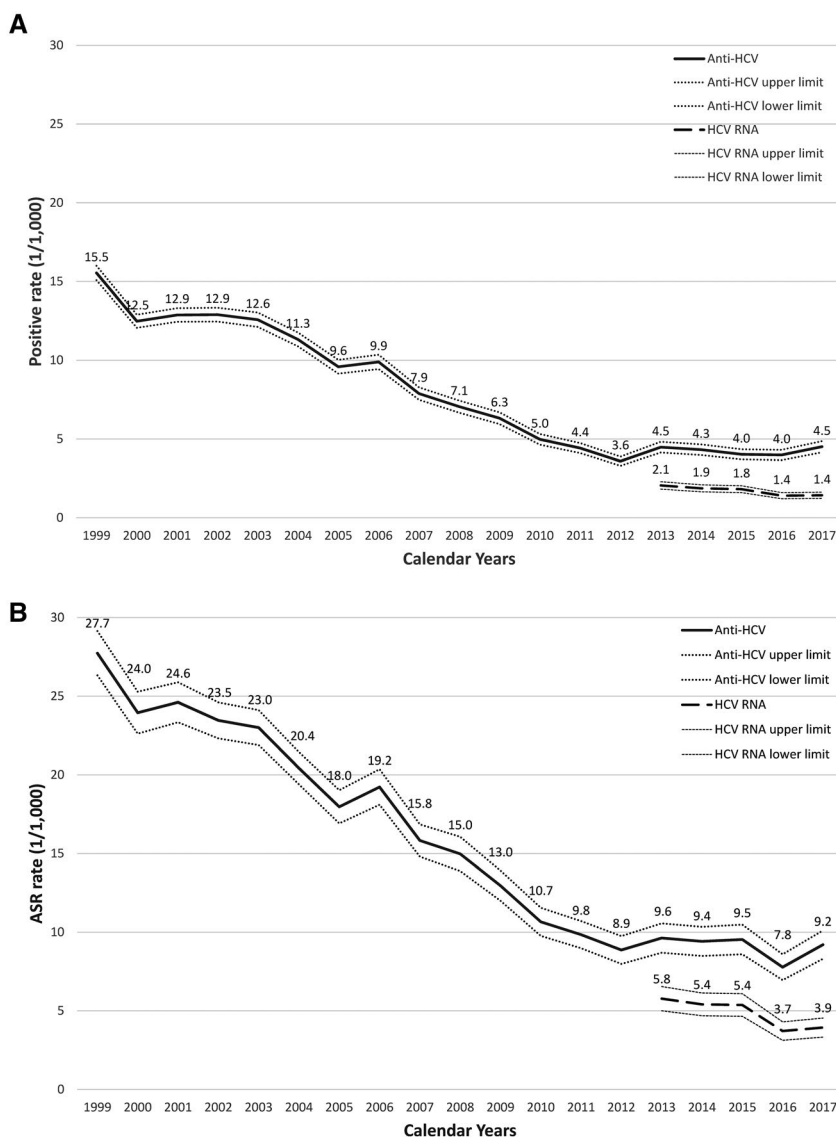 A
30
25
20
15
10
5
0
Positive rate (1/1,000)
Anti-HCV
Anti-HCV upper limit
Anti-HCV lower limit
HCV RNA
HCV RNA upper limit
HCV RNA lower limit
15.5 12.5 12.9 12.9 12.6 11.3 9.6 9.9 7.9 7.1 6.3 5.0 4.4 3.6 4.5 4.3 4.0 4.0 4.5
2.1 1.9 1.8 1.4 1.4
1999 2000 2001 2002 2003 2004 2005 2006 2007 2008 2009 2010 2011 2012 2013 2014 2015 2016 2017
Calendar Years
B
30
25
20
15
10
5
0
ASR rate (1/1,000)
Anti-HCV
Anti-HCV upper limit
Anti-HCV lower limit
HCV RNA
HCV RNA upper limit
HCV RNA lower limit
27.7 24.0 24.6 23.5 23.0 20.4 18.0 19.2 15.8 15.0 13.0 10.7 9.8 8.9 9.6 9.4 9.5 7.8 9.2
5.8 5.4 5.4 3.7 3.9
1999 2000 2001 2002 2003 2004 2005 2006 2007 2008 2009 2010 2011 2012 2013 2014 2015 2016 2017
Calendar Years